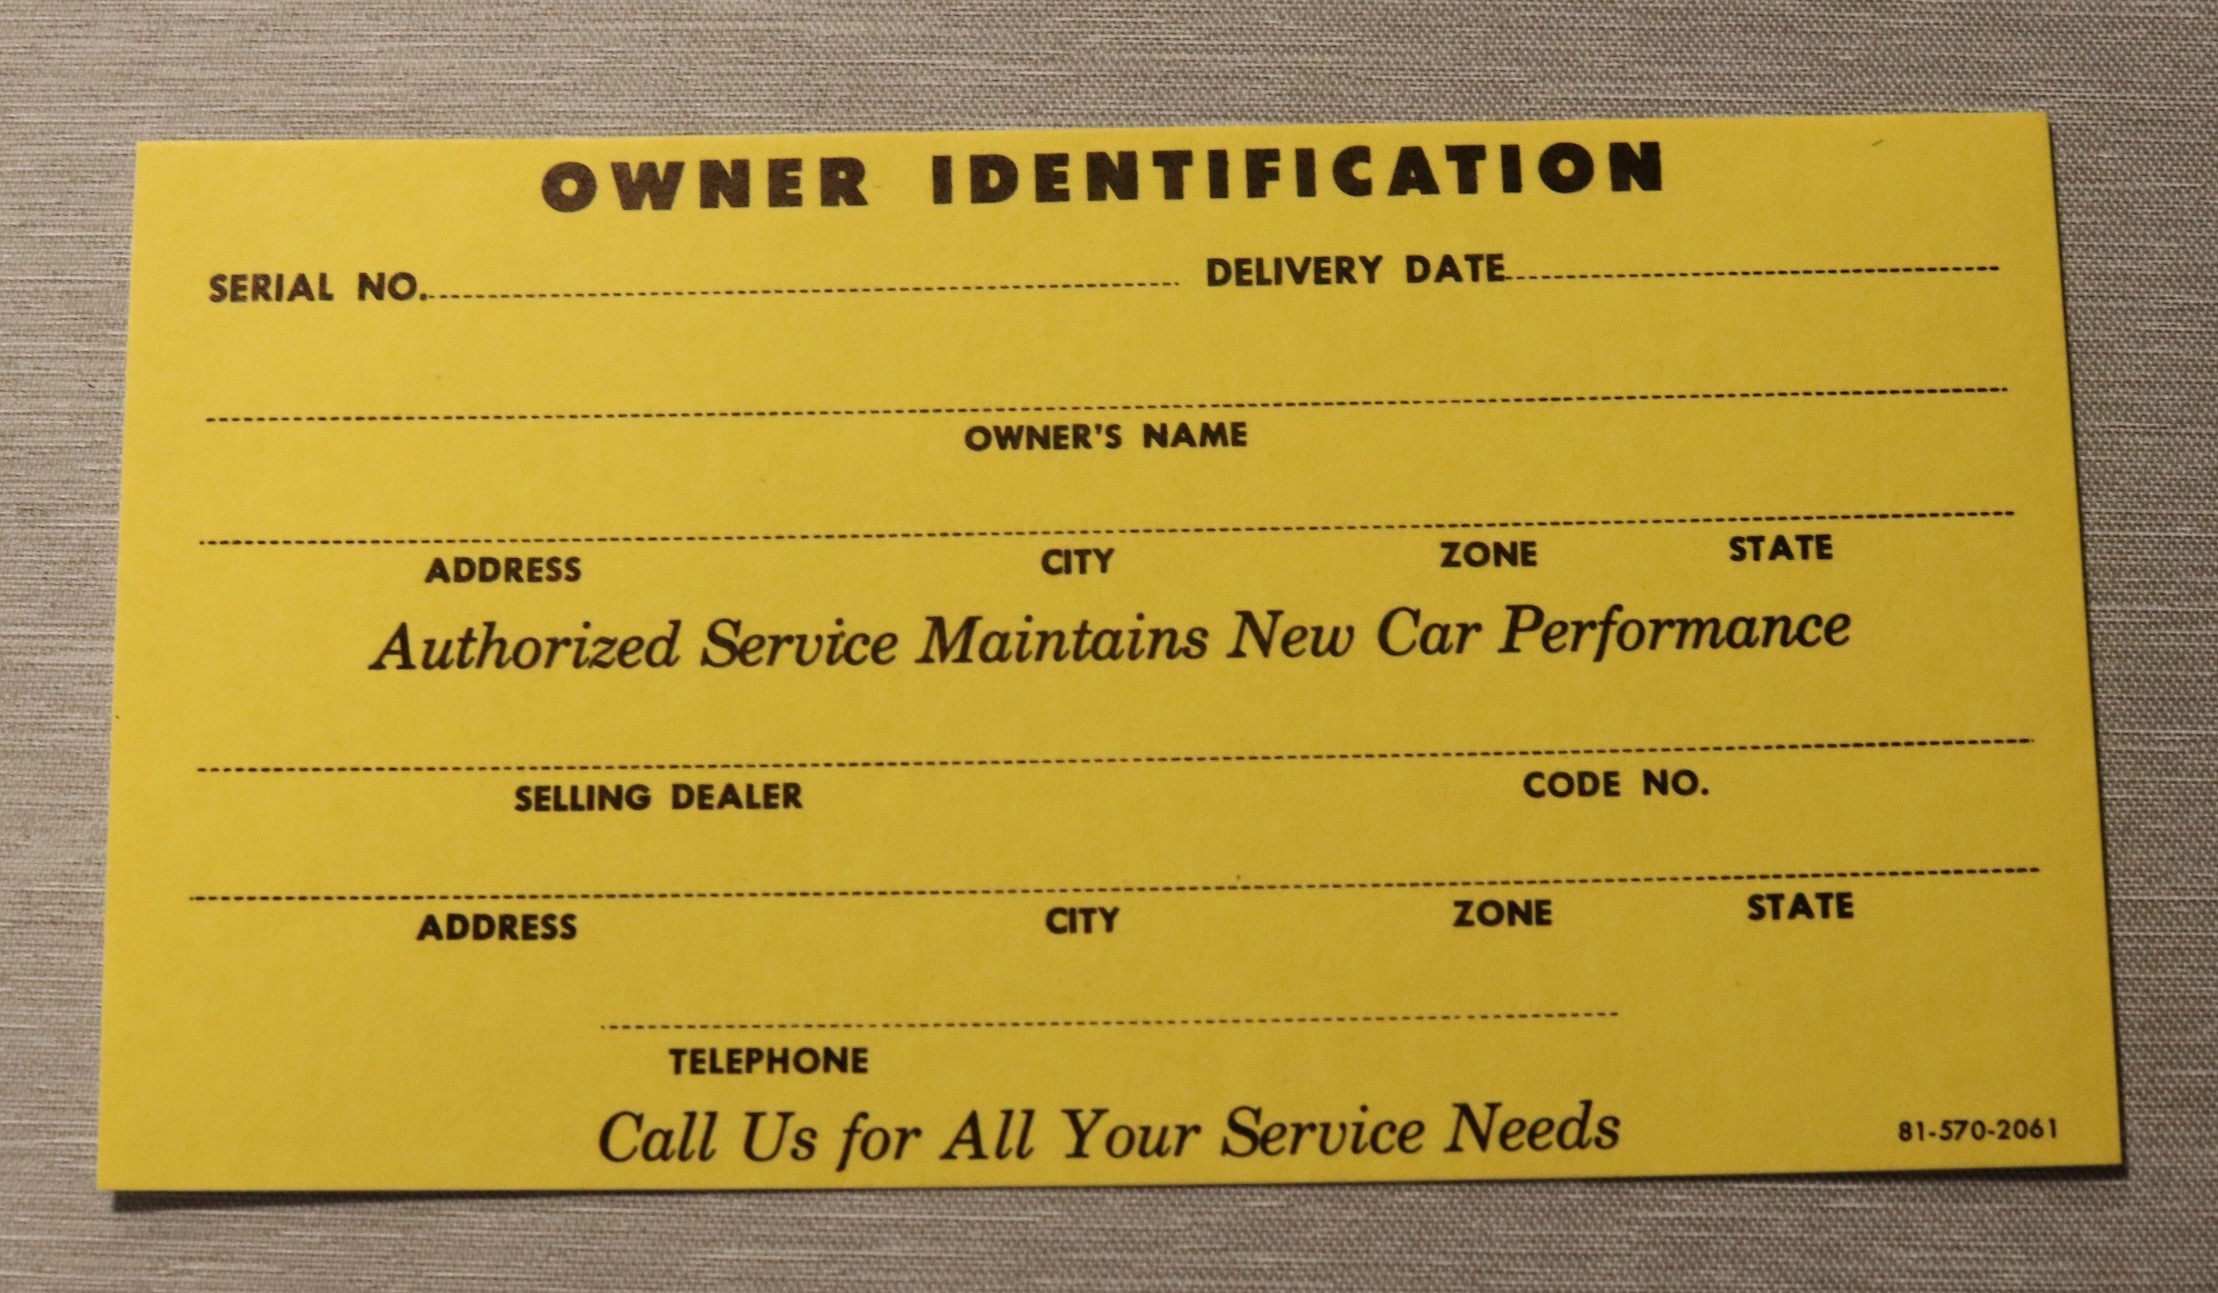 OWNER IDENTIFICATION
SERIAL NO. DELIVERY DATE
OWNER'S NAME
ADDRESS CITY ZONE STATE
Authorized Service Maintains New Car Performance
SELLING DEALER CODE NO.
ADDRESS CITY ZONE STATE
TELEPHONE
Call Us for All Your Service Needs
81-570-2061